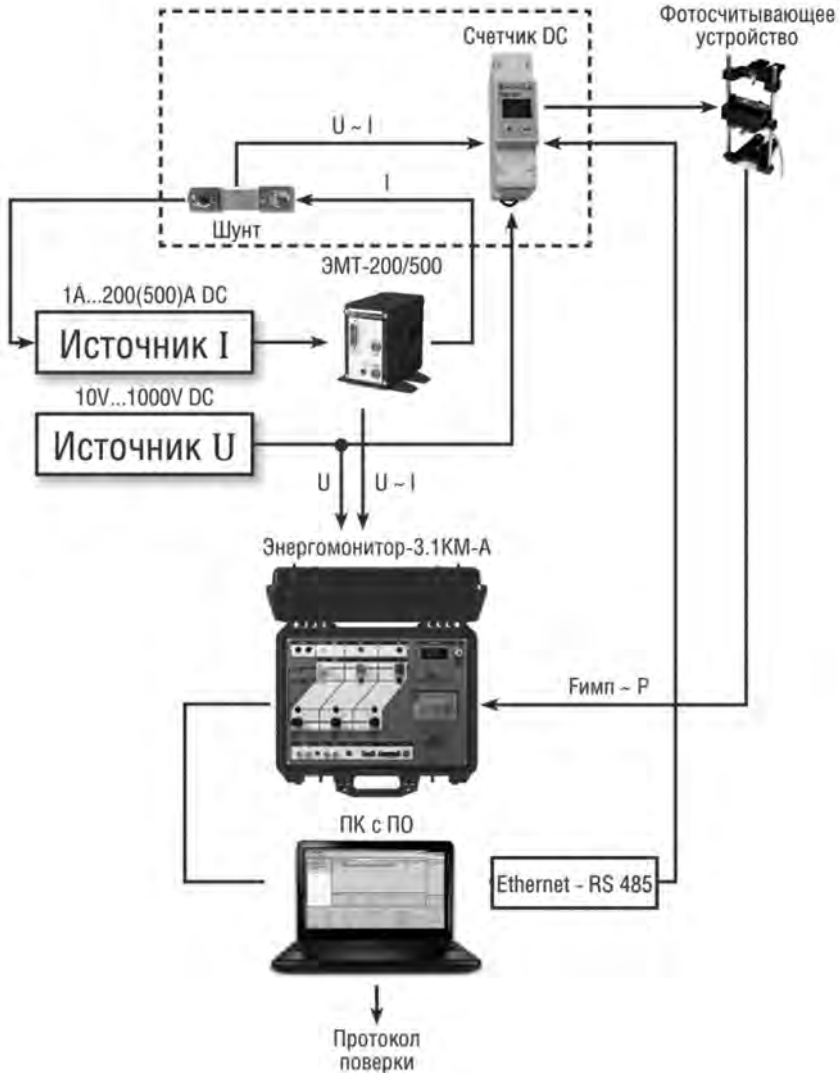 Фотосчитывающее
устройство
Счетчик DC
U ~ I
I
Шунт
ЭМТ-200/500
1А...200(500)А DC
Источник I
10V...1000V DC
Источник U
U
U ~ I
Энергомонитор-3.1КМ-А
Fимп ~ P
ПК с ПО
Ethernet - RS 485
Протокол
поверки